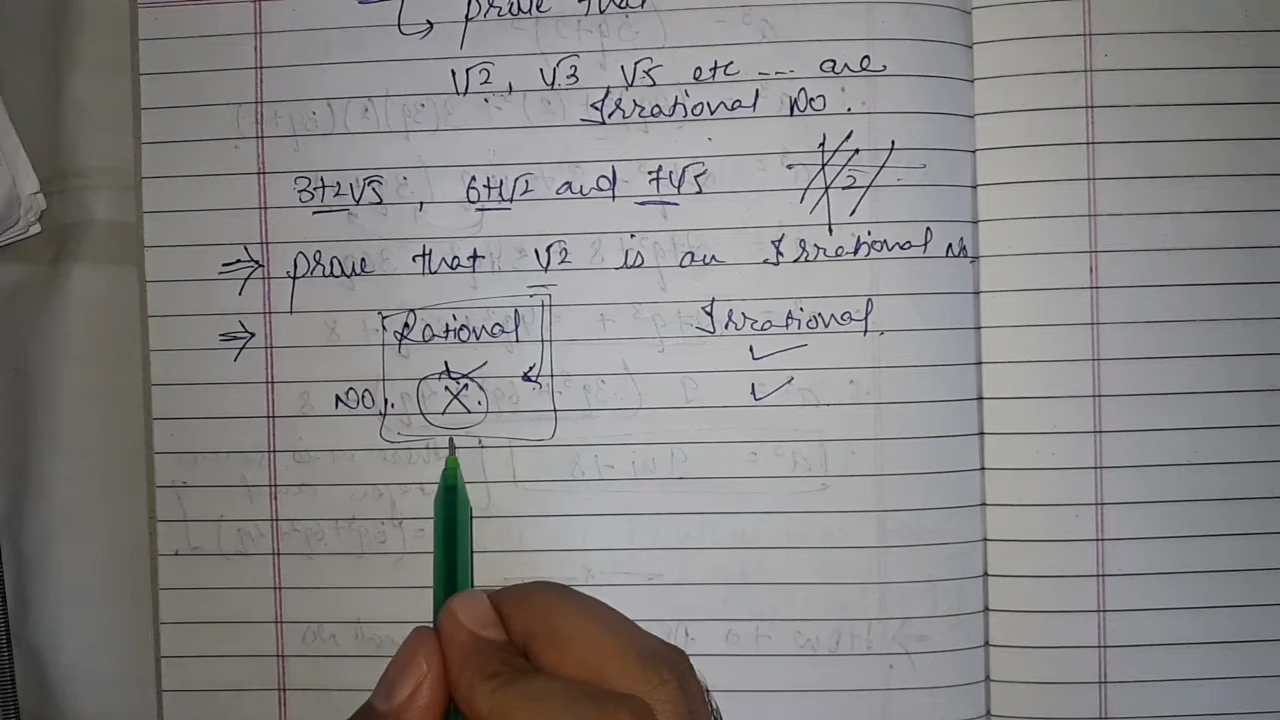 ↳ prove that
√2, √3 √5 etc ... are
Irrational no.
3+2√5 ; 6+√2 and 7√5
⇒ prove that √2 is an Irrational no.
⇒ Rational Irrational.
✓ ✓
NO. X. ✓